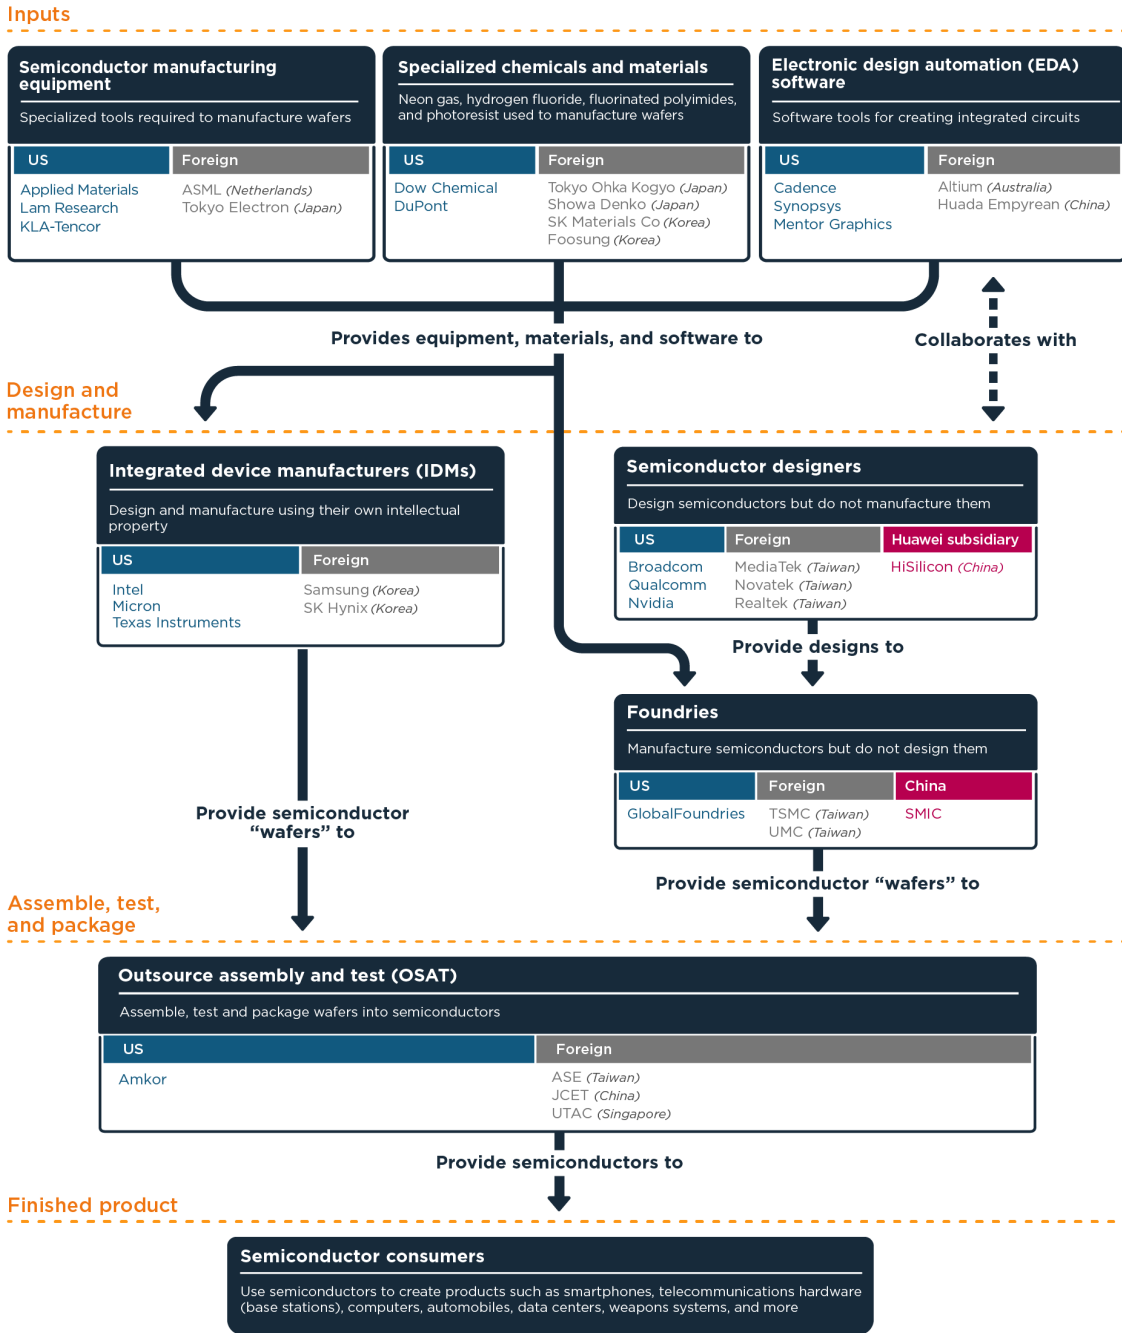 Inputs
Semiconductor manufacturing
equipment
Specialized tools required to manufacture wafers
US
Foreign
Applied Materials
Lam Research
KLA-Tencor
ASML (Netherlands)
Tokyo Electron (Japan)
Specialized chemicals and materials
Neon gas, hydrogen fluoride, fluorinated polyimides,
and photoresist used to manufacture wafers
US
Foreign
Dow Chemical
DuPont
Tokyo Ohka Kogyo (Japan)
Showa Denko (Japan)
SK Materials Co (Korea)
Foosung (Korea)
Electronic design automation (EDA)
software
Software tools for creating integrated circuits
US
Foreign
Cadence
Synopsys
Mentor Graphics
Altium (Australia)
Huada Empyrean (China)
Provides equipment, materials, and software to
Collaborates with
Design and
manufacture
Integrated device manufacturers (IDMs)
Design and manufacture using their own intellectual
property
US
Foreign
Intel
Micron
Texas Instruments
Samsung (Korea)
SK Hynix (Korea)
Semiconductor designers
Design semiconductors but do not manufacture them
US
Foreign
Huawei subsidiary
Broadcom
Qualcomm
Nvidia
MediaTek (Taiwan)
Novatek (Taiwan)
Realtek (Taiwan)
HiSilicon (China)
Provide designs to
Foundries
Manufacture semiconductors but do not design them
US
Foreign
China
GlobalFoundries
TSMC (Taiwan)
UMC (Taiwan)
SMIC
Provide semiconductor
“wafers” to
Provide semiconductor “wafers” to
Assemble, test,
and package
Outsource assembly and test (OSAT)
Assemble, test and package wafers into semiconductors
US
Foreign
Amkor
ASE (Taiwan)
JCET (China)
UTAC (Singapore)
Provide semiconductors to
Finished product
Semiconductor consumers
Use semiconductors to create products such as smartphones, telecommunications hardware
(base stations), computers, automobiles, data centers, weapons systems, and more